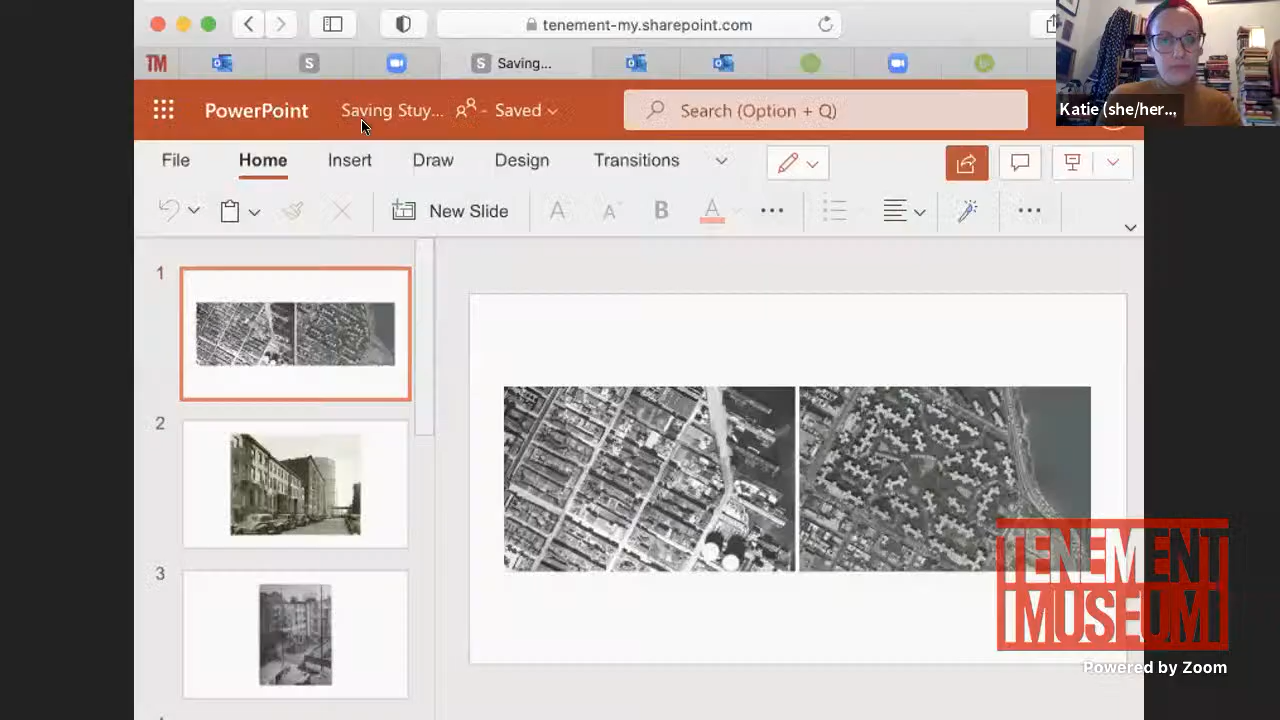 tenement-my.sharepoint.com
TM
S
S Saving...
PowerPoint
Saving Stuy...
- Saved
Search (Option + Q)
Katie (she/her...
File
Home
Insert
Draw
Design
Transitions
New Slide
A
A
B
A
1
2
3
TENEMENT
MUSEUM
Powered by Zoom